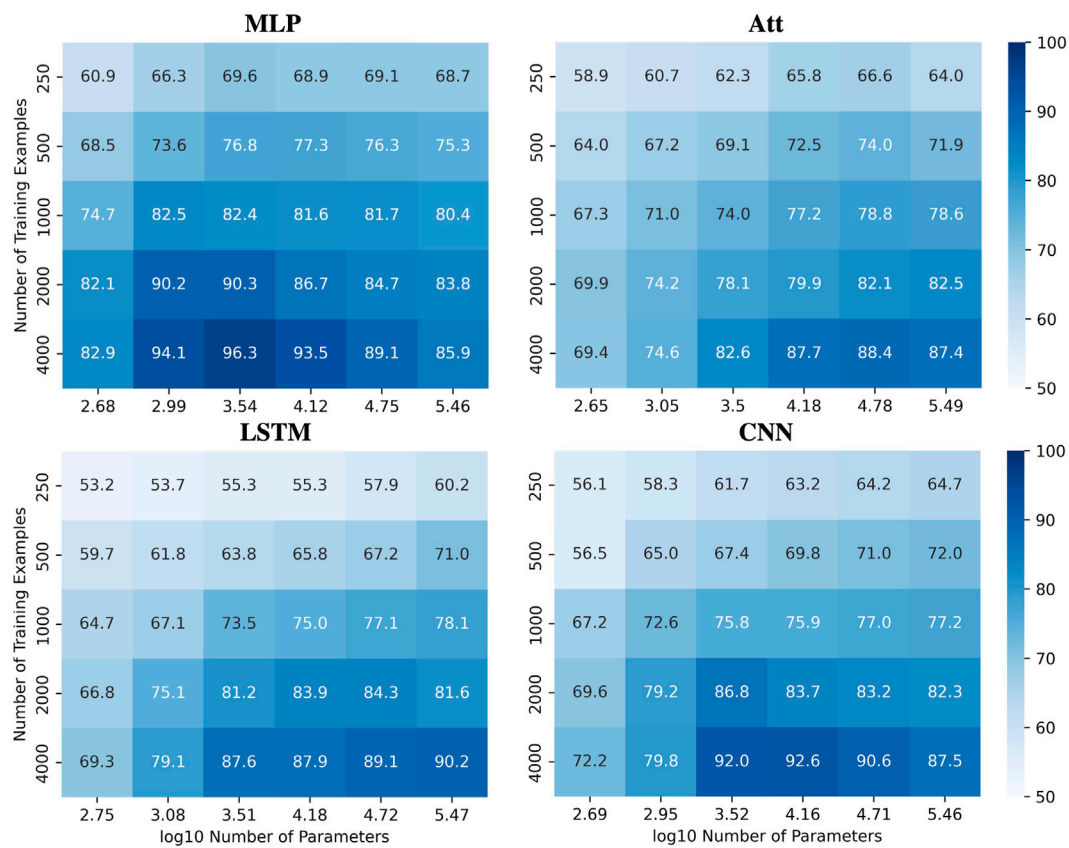 MLP
Att
250 60.9 66.3 69.6 68.9 69.1 68.7
500 68.5 73.6 76.8 77.3 76.3 75.3
1000 74.7 82.5 82.4 81.6 81.7 80.4
2000 82.1 90.2 90.3 86.7 84.7 83.8
4000 82.9 94.1 96.3 93.5 89.1 85.9
2.68 2.99 3.54 4.12 4.75 5.46
Number of Training Examples
250 58.9 60.7 62.3 65.8 66.6 64.0
500 64.0 67.2 69.1 72.5 74.0 71.9
1000 67.3 71.0 74.0 77.2 78.8 78.6
2000 69.9 74.2 78.1 79.9 82.1 82.5
4000 69.4 74.6 82.6 87.7 88.4 87.4
2.65 3.05 3.5 4.18 4.78 5.49
100
90
80
70
60
50
LSTM
CNN
250 53.2 53.7 55.3 55.3 57.9 60.2
500 59.7 61.8 63.8 65.8 67.2 71.0
1000 64.7 67.1 73.5 75.0 77.1 78.1
2000 66.8 75.1 81.2 83.9 84.3 81.6
4000 69.3 79.1 87.6 87.9 89.1 90.2
2.75 3.08 3.51 4.18 4.72 5.47
Number of Training Examples
log10 Number of Parameters
250 56.1 58.3 61.7 63.2 64.2 64.7
500 56.5 65.0 67.4 69.8 71.0 72.0
1000 67.2 72.6 75.8 75.9 77.0 77.2
2000 69.6 79.2 86.8 83.7 83.2 82.3
4000 72.2 79.8 92.0 92.6 90.6 87.5
2.69 2.95 3.52 4.16 4.71 5.46
log10 Number of Parameters
100
90
80
70
60
50